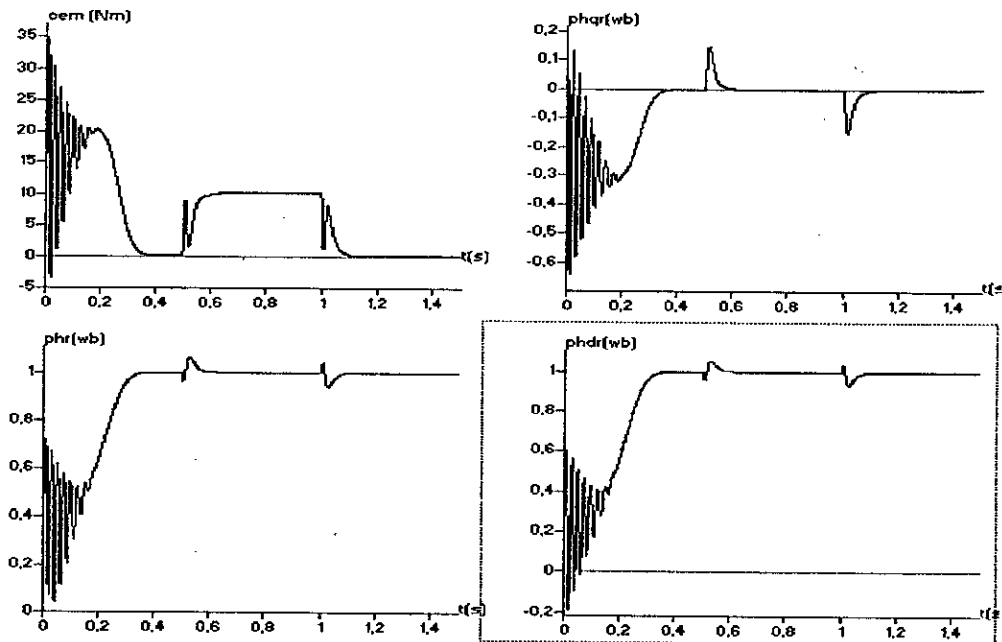 cem (Nm)
35
30
25
20
15
10
5
0
-5
t(s)
0 0,2 0,4 0,6 0,8 1 1,2 1,4
phqr(wb)
0,2
0,1
0
-0,1
-0,2
-0,3
-0,4
-0,5
-0,6
t(s
0 0,2 0,4 0,6 0,8 1 1,2 1,4
phr(wb)
1
0,8
0,6
0,4
0,2
0
t(s)
0 0,2 0,4 0,6 0,8 1 1,2 1,4
phdr(wb)
1
0,8
0,6
0,4
0,2
0
-0,2
t(s
0 0,2 0,4 0,6 0,8 1 1,2 1,4